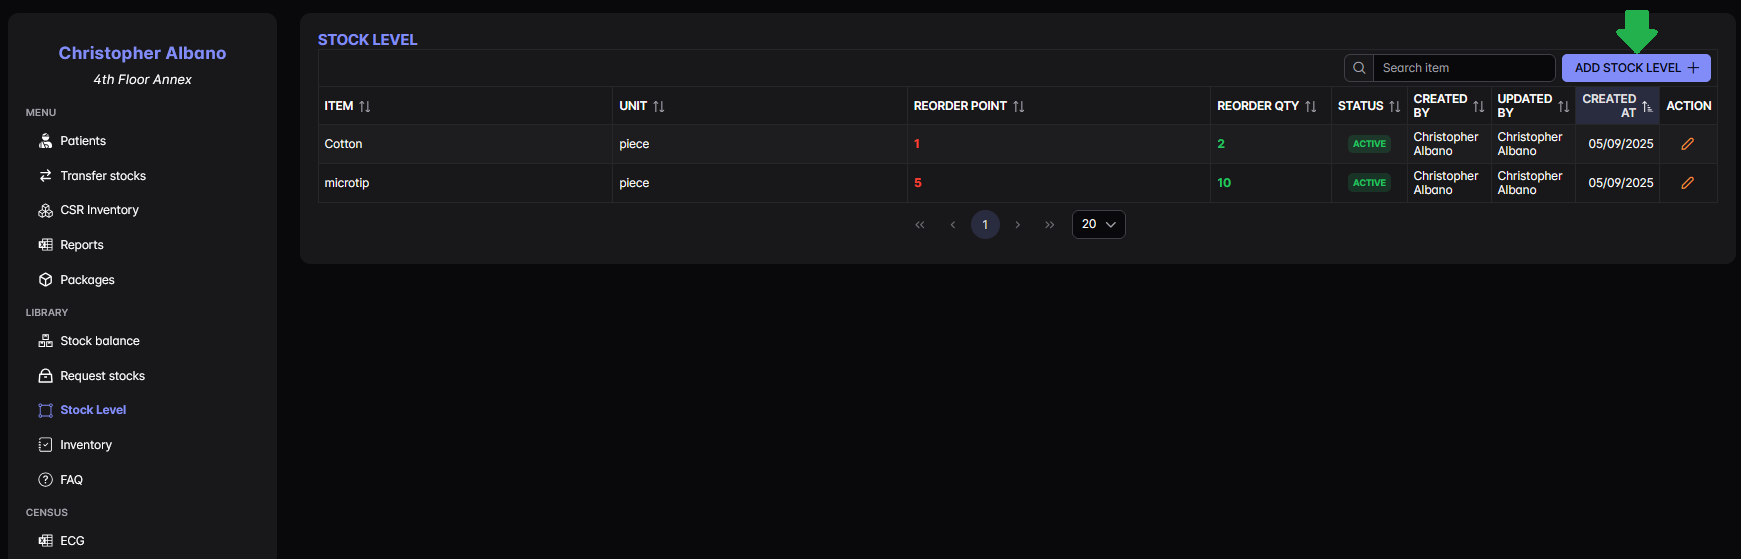 Christopher Albano
4th Floor Annex
MENU
Patients
Transfer stocks
CSR Inventory
Reports
Packages
LIBRARY
Stock balance
Request stocks
Stock Level
Inventory
FAQ
CENSUS
ECG
STOCK LEVEL
Search item
ADD STOCK LEVEL +
ITEM UNIT REORDER POINT REORDER QTY STATUS CREATED BY UPDATED BY CREATED AT ACTION
Cotton piece 1 2 ACTIVE Christopher Albano Christopher Albano 05/09/2025
microtip piece 5 10 ACTIVE Christopher Albano Christopher Albano 05/09/2025
« ‹ 1 › » 20